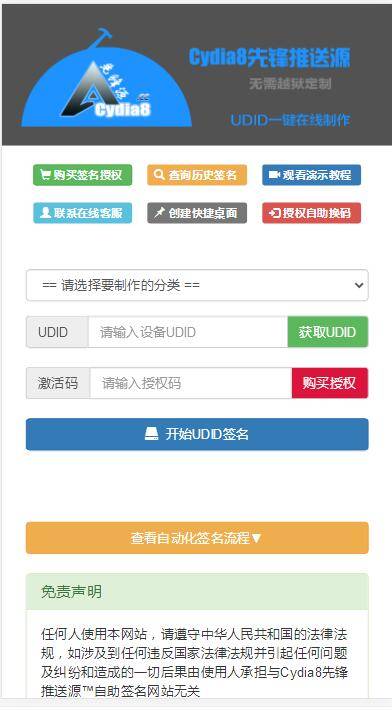 Cydia8先锋推送源
无需越狱定制
Cydia8
UDID一键在线制作
购买签名授权 查询历史签名 观看演示教程
联系在线客服 创建快捷桌面 授权自助换码
== 请选择要制作的分类 ==
UDID 请输入设备UDID 获取UDID
激活码 请输入授权码 购买授权
开始UDID签名
查看自动化签名流程▼
免责声明
任何人使用本网站，请遵守中华人民共和国的法律法
规，如涉及到任何违反国家法律法规并引起任何问题
及纠纷和造成的一切后果由使用人承担与Cydia8先锋
推送源™自助签名网站无关